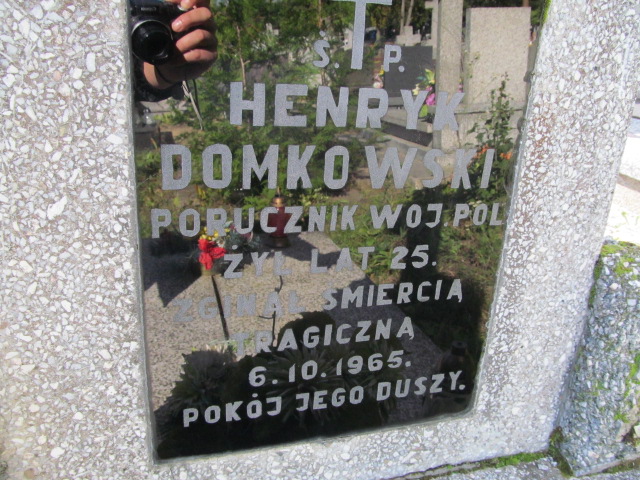 Ś. P.
HENRYK
DOMKOWSKI
PORUCZNIK WOJ POL
ŻYŁ LAT 25.
ZGINĄŁ ŚMIERCIĄ
TRAGICZNĄ
6.10.1965.
POKÓJ JEGO DUSZY.